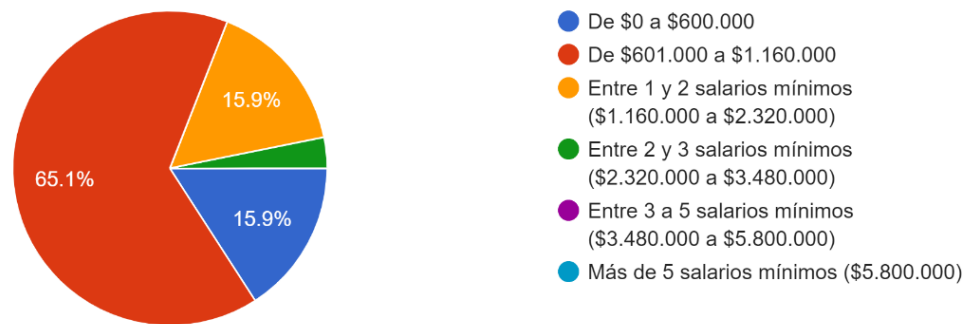 65.1%
15.9%
15.9%
De $0 a $600.000
De $601.000 a $1.160.000
Entre 1 y 2 salarios mínimos
($1.160.000 a $2.320.000)
Entre 2 y 3 salarios mínimos
($2.320.000 a $3.480.000)
Entre 3 a 5 salarios mínimos
($3.480.000 a $5.800.000)
Más de 5 salarios mínimos ($5.800.000)